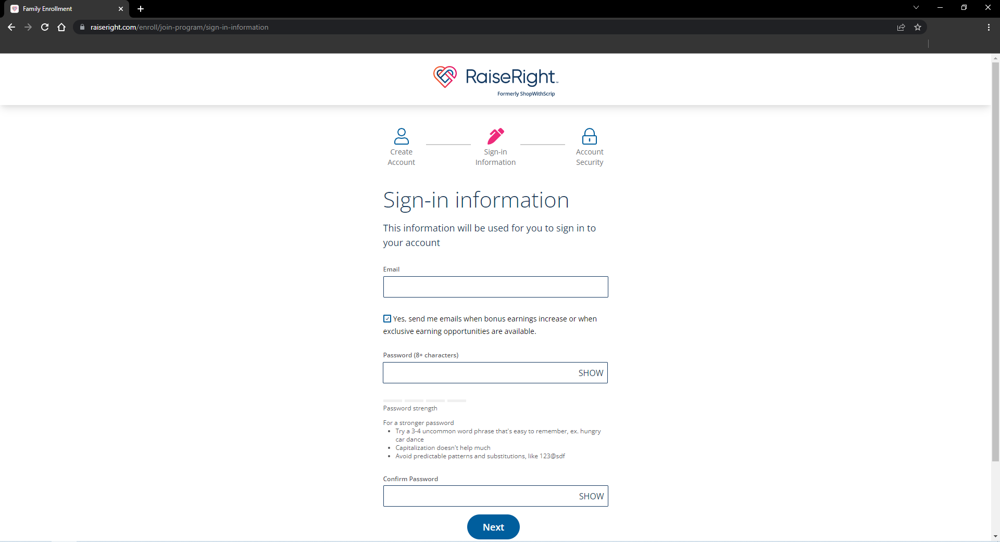 Family Enrollment
raiseright.com/enroll/join-program/sign-in-information
RaiseRight™
Formerly ShopWithScrip
Create
Account
Sign-in
Information
Account
Security
Sign-in information
This information will be used for you to sign in to
your account
Email
Yes, send me emails when bonus earnings increase or when
exclusive earning opportunities are available.
Password (8+ characters)
SHOW
Password strength
For a stronger password
• Try a 3-4 uncommon word phrase that's easy to remember, ex. hungry
car dance
• Capitalization doesn't help much
• Avoid predictable patterns and substitutions, like 123@sdf
Confirm Password
SHOW
Next